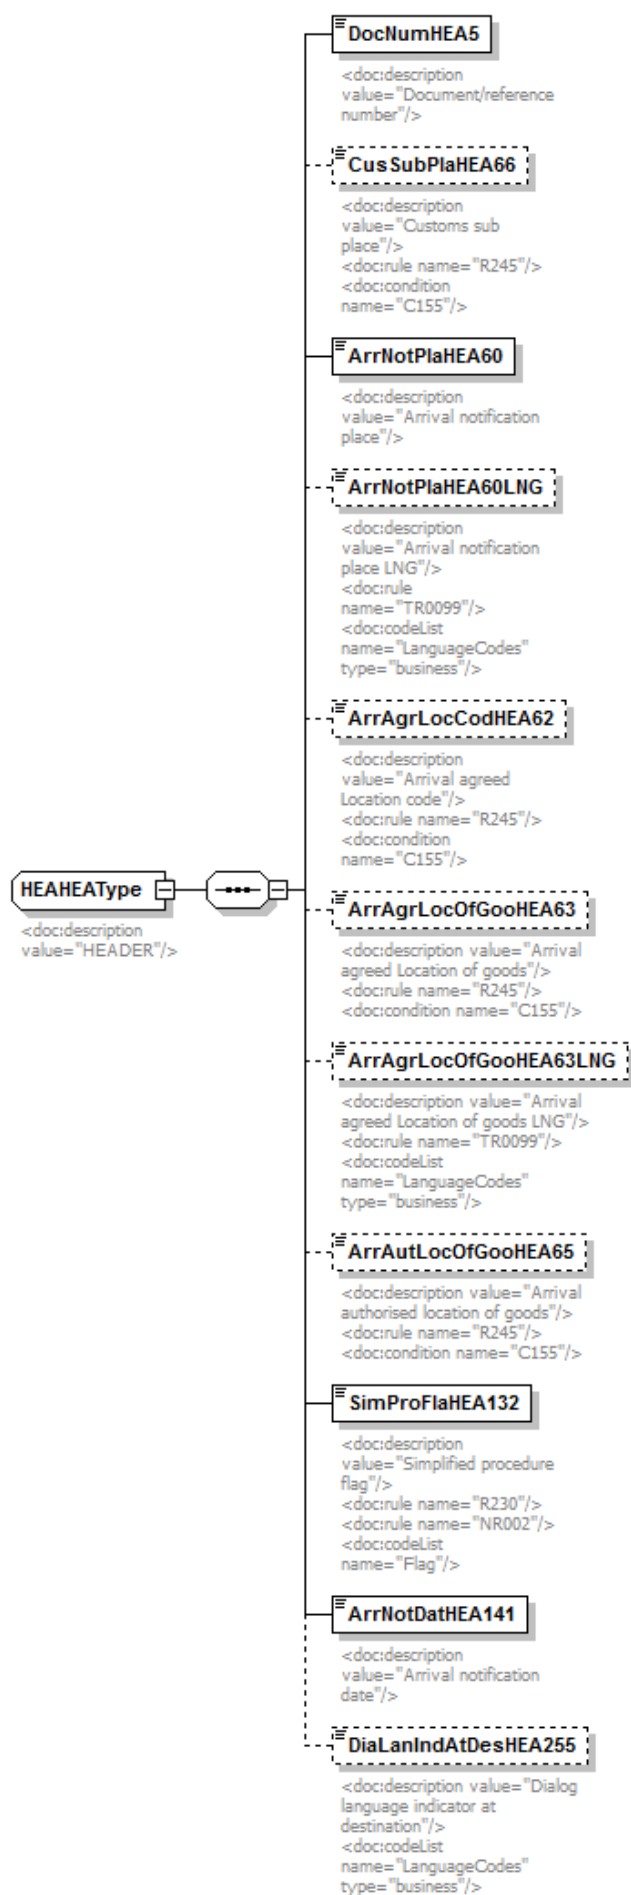 DocNumHEA5
<doc:description
value="Document/reference
number"/>
CusSubPlaHEA66
<doc:description
value="Customs sub
place"/>
<doc:rule name="R245"/>
<doc:condition
name="C155"/>
ArrNotPlaHEA60
<doc:description
value="Arrival notification
place"/>
ArrNotPlaHEA60LNG
<doc:description
value="Arrival notification
place LNG"/>
<doc:rule
name="TR0099"/>
<doc:codeList
name="LanguageCodes"
type="business"/>
ArrAgrLocCodHEA62
<doc:description
value="Arrival agreed
Location code"/>
<doc:rule name="R245"/>
<doc:condition
name="C155"/>
HEAHEAType
<doc:description
value="HEADER"/>
ArrAgrLocOfGooHEA63
<doc:description value="Arrival
agreed Location of goods"/>
<doc:rule name="R245"/>
<doc:condition name="C155"/>
ArrAgrLocOfGooHEA63LNG
<doc:description value="Arrival
agreed Location of goods LNG"/>
<doc:rule name="TR0099"/>
<doc:codeList
name="LanguageCodes"
type="business"/>
ArrAutLocOfGooHEA65
<doc:description value="Arrival
authorised location of goods"/>
<doc:rule name="R245"/>
<doc:condition name="C155"/>
SimProFlaHEA132
<doc:description
value="Simplified procedure
flag"/>
<doc:rule name="R230"/>
<doc:rule name="NR002"/>
<doc:codeList
name="Flag"/>
ArrNotDatHEA141
<doc:description
value="Arrival notification
date"/>
DiaLanIndAtDesHEA255
<doc:description value="Dialog
language indicator at
destination"/>
<doc:codeList
name="LanguageCodes"
type="business"/>